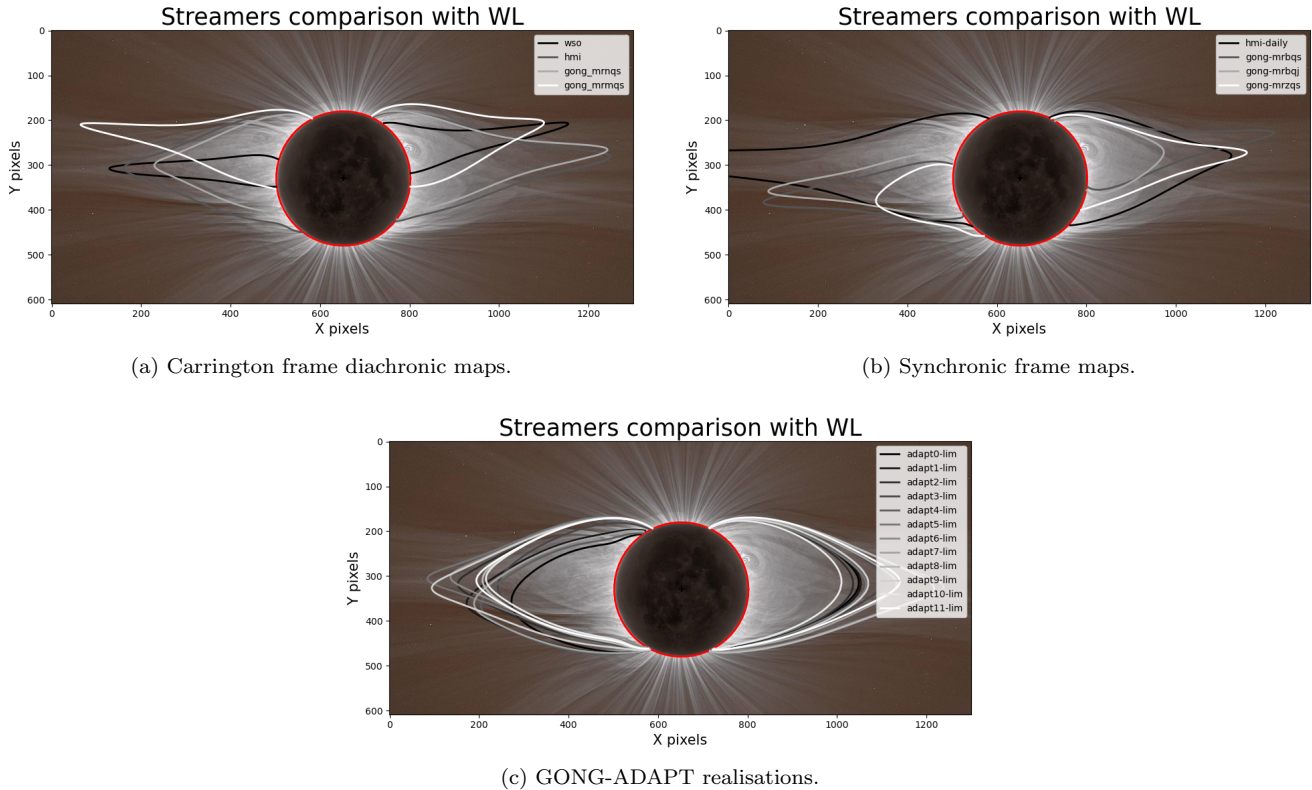 Streamers comparison with WL
wso
hmi
gong_mrnqs
gong_mrmqs
0
100
200
300
400
500
600
Y pixels
0
200
400
600
800
1000
1200
X pixels
(a) Carrington frame diachronic maps.
Streamers comparison with WL
hmi-daily
gong-mrbqs
gong-mrbqj
gong-mrzqs
0
100
200
300
400
500
600
Y pixels
0
200
400
600
800
1000
1200
X pixels
(b) Synchronic frame maps.
Streamers comparison with WL
adapt0-lim
adapt1-lim
adapt2-lim
adapt3-lim
adapt4-lim
adapt5-lim
adapt6-lim
adapt7-lim
adapt8-lim
adapt9-lim
adapt10-lim
adapt11-lim
0
100
200
300
400
500
600
Y pixels
0
200
400
600
800
1000
1200
X pixels
(c) GONG-ADAPT realisations.